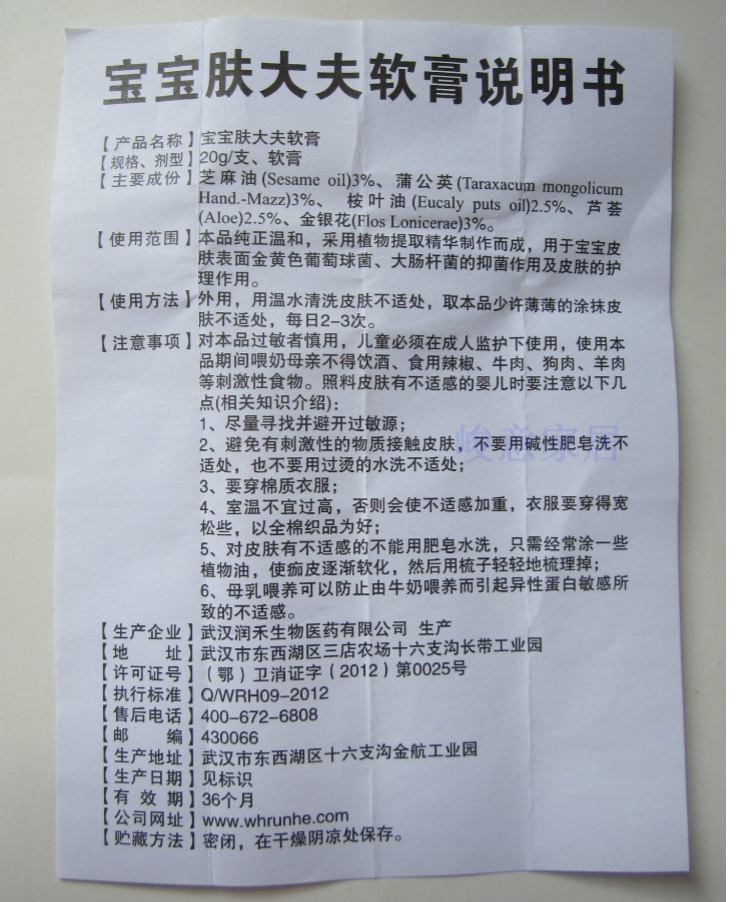 宝宝肤大夫软膏说明书
【产品名称】宝宝肤大夫软膏
【规格、剂型】20g/支、软膏
【主要成份】芝麻油(Sesame oil)3%、蒲公英(Taraxacum mongolicum
Hand.-Mazz)3%、 桉叶油(Eucaly puts oil)2.5%、芦荟
(Aloe)2.5%、金银花(Flos Lonicerae)3%。
【使用范围】本品纯正温和，采用植物提取精华制作而成，用于宝宝皮
肤表面金黄色葡萄球菌、大肠杆菌的抑菌作用及皮肤的护
理作用。
【使用方法】外用，用温水清洗皮肤不适处，取本品少许薄薄的涂抹皮
肤不适处，每日2-3次。
【注意事项】对本品过敏者慎用，儿童必须在成人监护下使用，使用本
品期间喂奶母亲不得饮酒、食用辣椒、牛肉、狗肉、羊肉
等刺激性食物。照料皮肤有不适感的婴儿时要注意以下几
点(相关知识介绍)：
1、尽量寻找并避开过敏源；
2、避免有刺激性的物质接触皮肤，不要用碱性肥皂洗不
适处，也不要用过烫的水洗不适处；
3、要穿棉质衣服；
4、室温不宜过高，否则会使不适感加重，衣服要穿得宽
松些，以全棉织品为好；
5、对皮肤有不适感的不能用肥皂水洗，只需经常涂一些
植物油，使痂皮逐渐软化，然后用梳子轻轻地梳理掉；
6、母乳喂养可以防止由牛奶喂养而引起异性蛋白敏感所
致的不适感。
【生产企业】武汉润禾生物医药有限公司 生产
【地 址】武汉市东西湖区三店农场十六支沟长带工业园
【许可证号】（鄂）卫消证字（2012）第0025号
【执行标准】Q/WRH09-2012
【售后电话】400-672-6808
【邮 编】430066
【生产地址】武汉市东西湖区十六支沟金航工业园
【生产日期】见标识
【有 效 期】36个月
【公司网址】www.whrunhe.com
【贮藏方法】密闭，在干燥阴凉处保存。
峻意家居